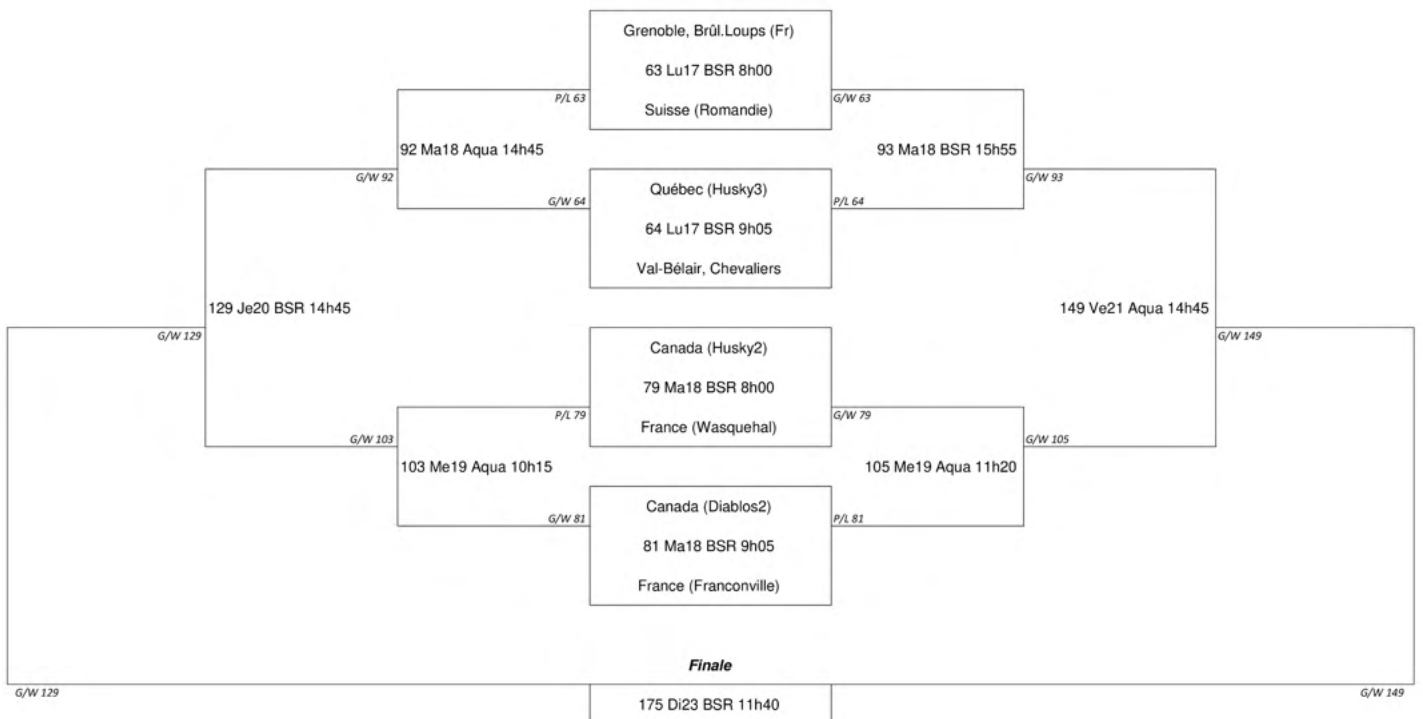 Grenoble, Brûl.Loups (Fr)
63 Lu17 BSR 8h00
P/L 63
G/W 63
Suisse (Romandie)
92 Ma18 Aqua 14h45
93 Ma18 BSR 15h55
G/W 92
G/W 93
Québec (Husky3)
G/W 64
P/L 64
64 Lu17 BSR 9h05
Val-Bélair, Chevaliers
129 Je20 BSR 14h45
149 Ve21 Aqua 14h45
G/W 129
G/W 149
Canada (Husky2)
79 Ma18 BSR 8h00
P/L 79
G/W 79
France (Wasquehal)
G/W 103
G/W 105
103 Me19 Aqua 10h15
105 Me19 Aqua 11h20
Canada (Diablos2)
G/W 81
P/L 81
81 Ma18 BSR 9h05
France (Franconville)
Finale
G/W 129
G/W 149
175 Di23 BSR 11h40